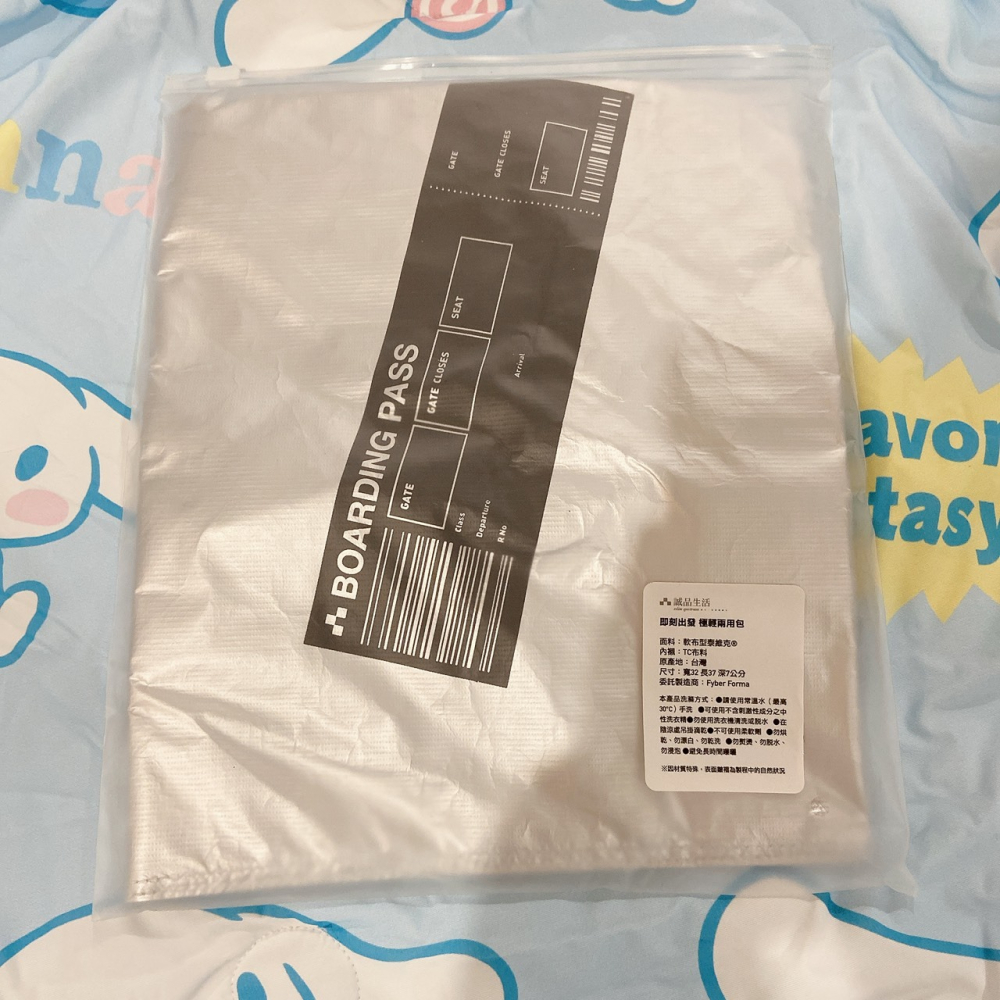 na
BOARDING PASS
GATE
GATE CLOSES
SEAT
Class
Departure
R.No
Arrival
GATE
GATE CLOSES
SEAT
avor
tasy
誠品生活
即刻出發 極輕兩用包
面料：軟布型泰維克®
內襯：TC布料
原產地：台灣
尺寸：寬32 長37 深7公分
委託製造商：Fyber Forma
本產品洗滌方式：●請使用常溫水（最高
30°C）手洗 ●可使用不含刺激性成分之中
性洗衣精●勿使用洗衣機清洗或脫水 ●在
陰涼處吊掛滴乾●不可使用柔軟劑 ●勿烘
乾、勿漂白、勿乾洗 ●勿熨燙、勿脫水、
勿浸泡 ●避免長時間曝曬
※因材質特殊，表面皺褶為製程中的自然狀況